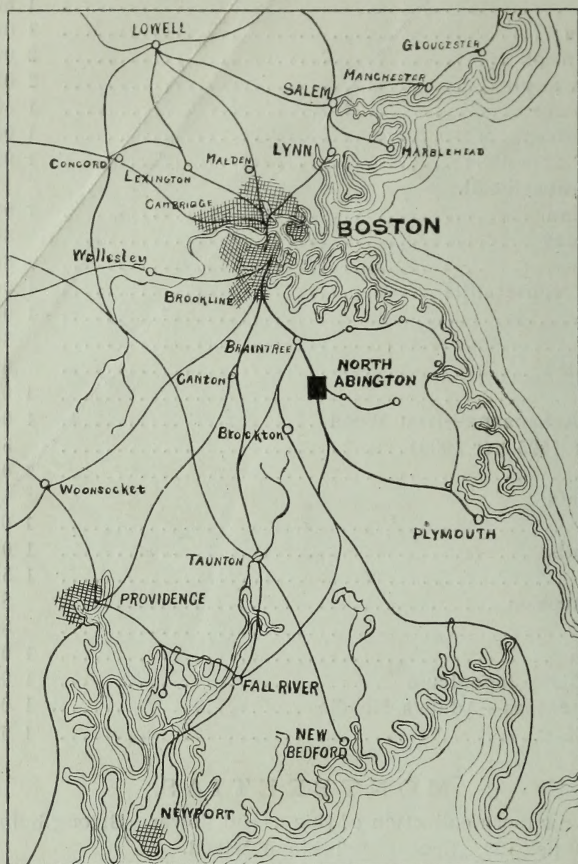 LOWELL
GLOUCESTER
MANCHESTER
SALEM
LYNN
MARBLEHEAD
CONCORD
LEXINGTON
MALDEN
CAMBRIDGE
BOSTON
Wellesley
BROOKLINE
BRAINTREE
NORTH
ABINGTON
CANTON
Brockton
WOONSOCKET
PLYMOUTH
TAUNTON
PROVIDENCE
FALL RIVER
NEW
BEDFORD
NEWPORT